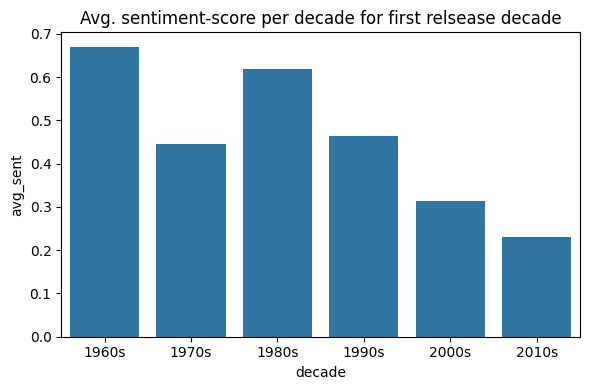 Avg. sentiment-score per decade for first relsease decade
0.7
0.6
0.5
0.4
0.3
0.2
0.1
0.0
avg_sent
1960s 1970s 1980s 1990s 2000s 2010s
decade